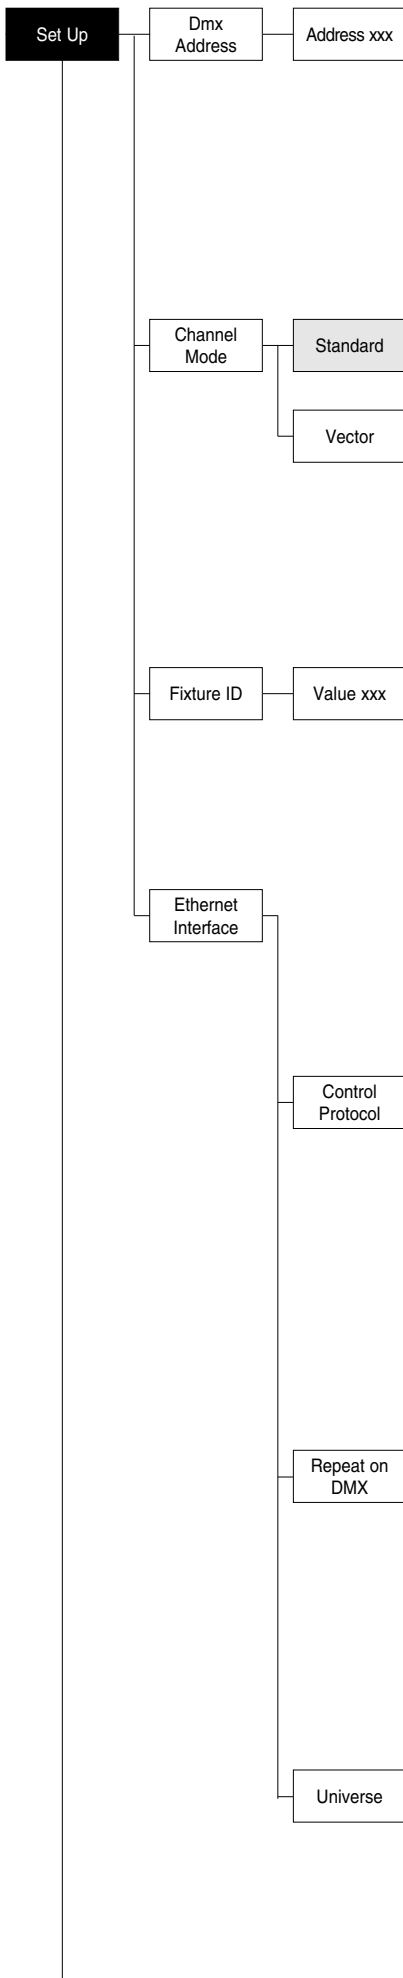 Set Up
Dmx
Address
Address xxx
Channel
Mode
Standard
Vector
Fixture ID
Value xxx
Ethernet
Interface
Control
Protocol
Repeat on
DMX
Universe